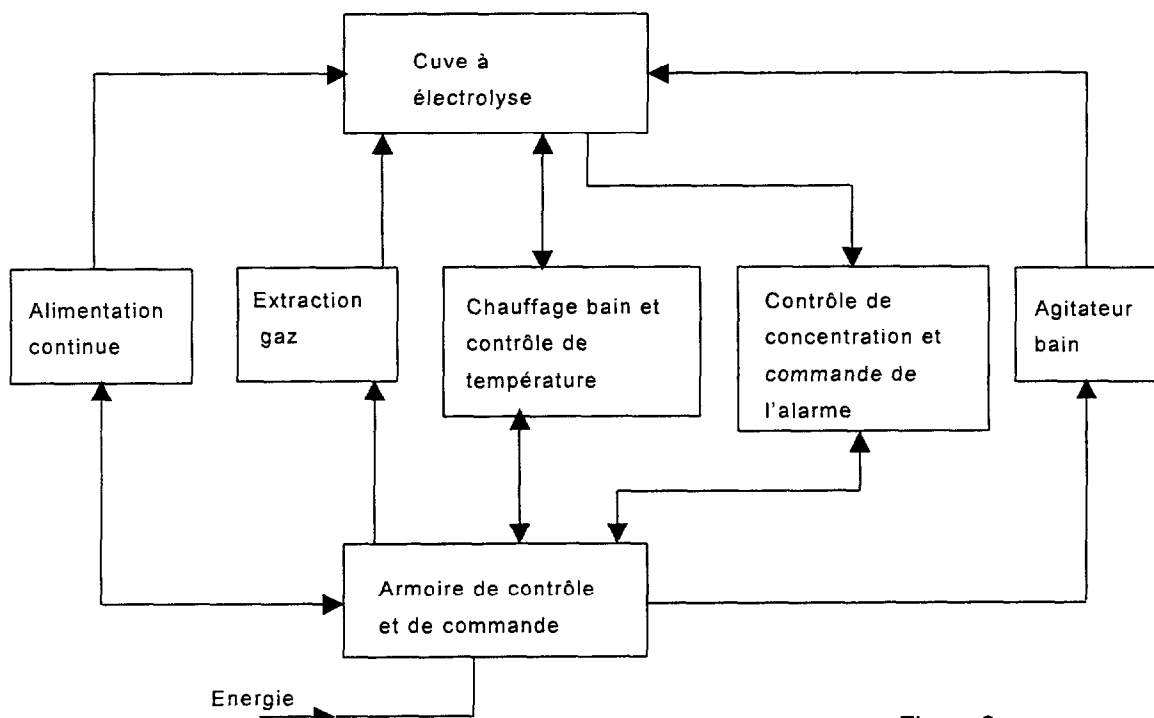 Cuve à
électrolyse
Alimentation
continue
Extraction
gaz
Chauffage bain et
contrôle de
température
Contrôle de
concentration et
commande de
l'alarme
Agitateur
bain
Armoire de contrôle
et de commande
Energie